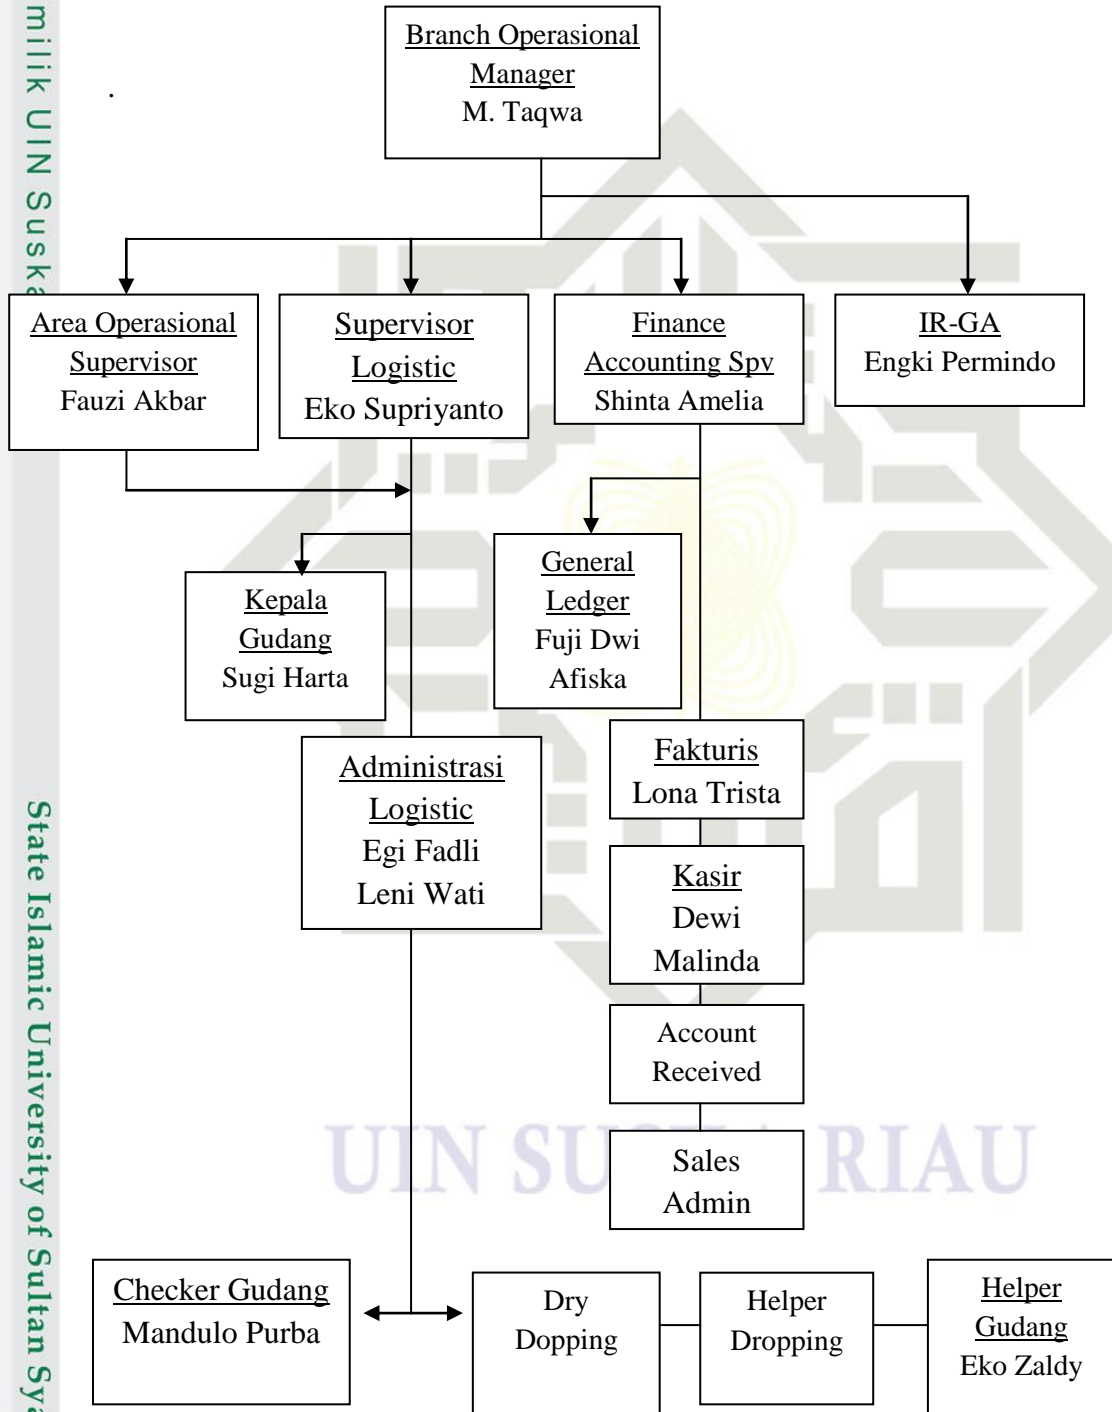 milik UIN Suska
State Islamic University of Sultan Sya
Branch Operasional
Manager
M. Taqwa
.
Area Operasional
Supervisor
Fauzi Akbar
Supervisor
Logistic
Eko Supriyanto
Finance
Accounting Spv
Shinta Amelia
IR-GA
Engki Permindo
Kepala
Gudang
Sugi Harta
General
Ledger
Fuji Dwi
Afiska
Administrasi
Logistic
Egi Fadli
Leni Wati
Fakturis
Lona Trista
Kasir
Dewi
Malinda
Account
Received
Sales
Admin
UIN SUSKA RIAU
Checker Gudang
Mandulo Purba
Dry
Dopping
Helper
Dropping
Helper
Gudang
Eko Zaldy